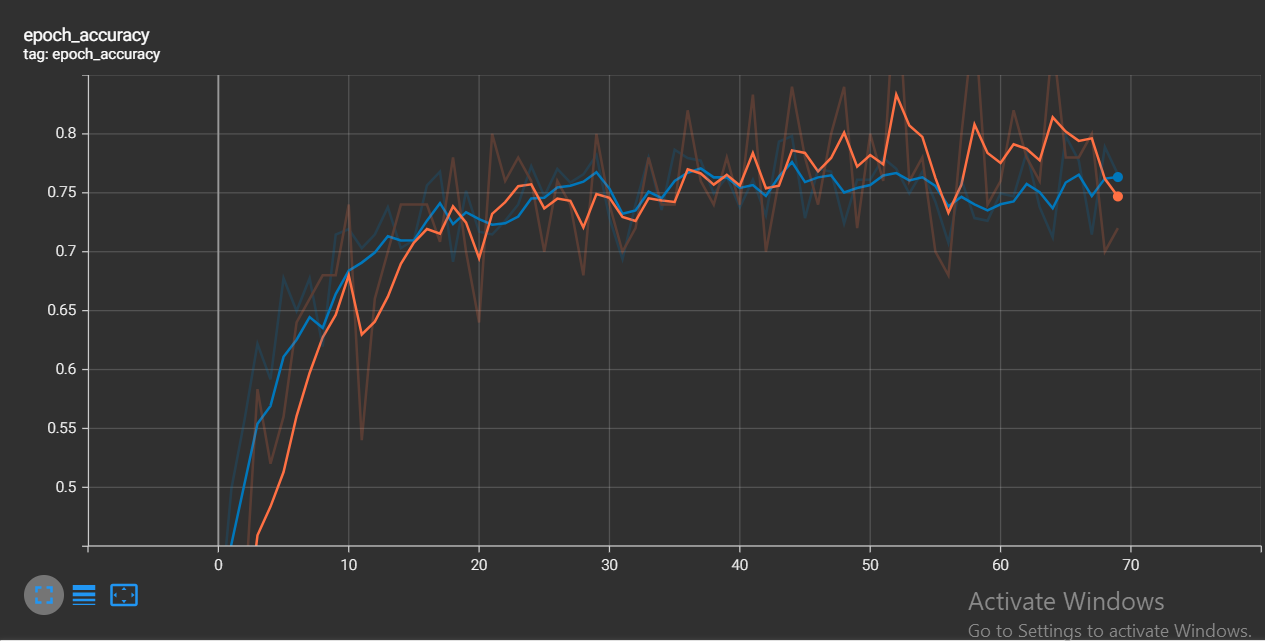 epoch_accuracy
tag: epoch_accuracy
0.8
0.75
0.7
0.65
0.6
0.55
0.5
0 10 20 30 40 50 60 70
Activate Windows
Go to Settings to activate Windows.